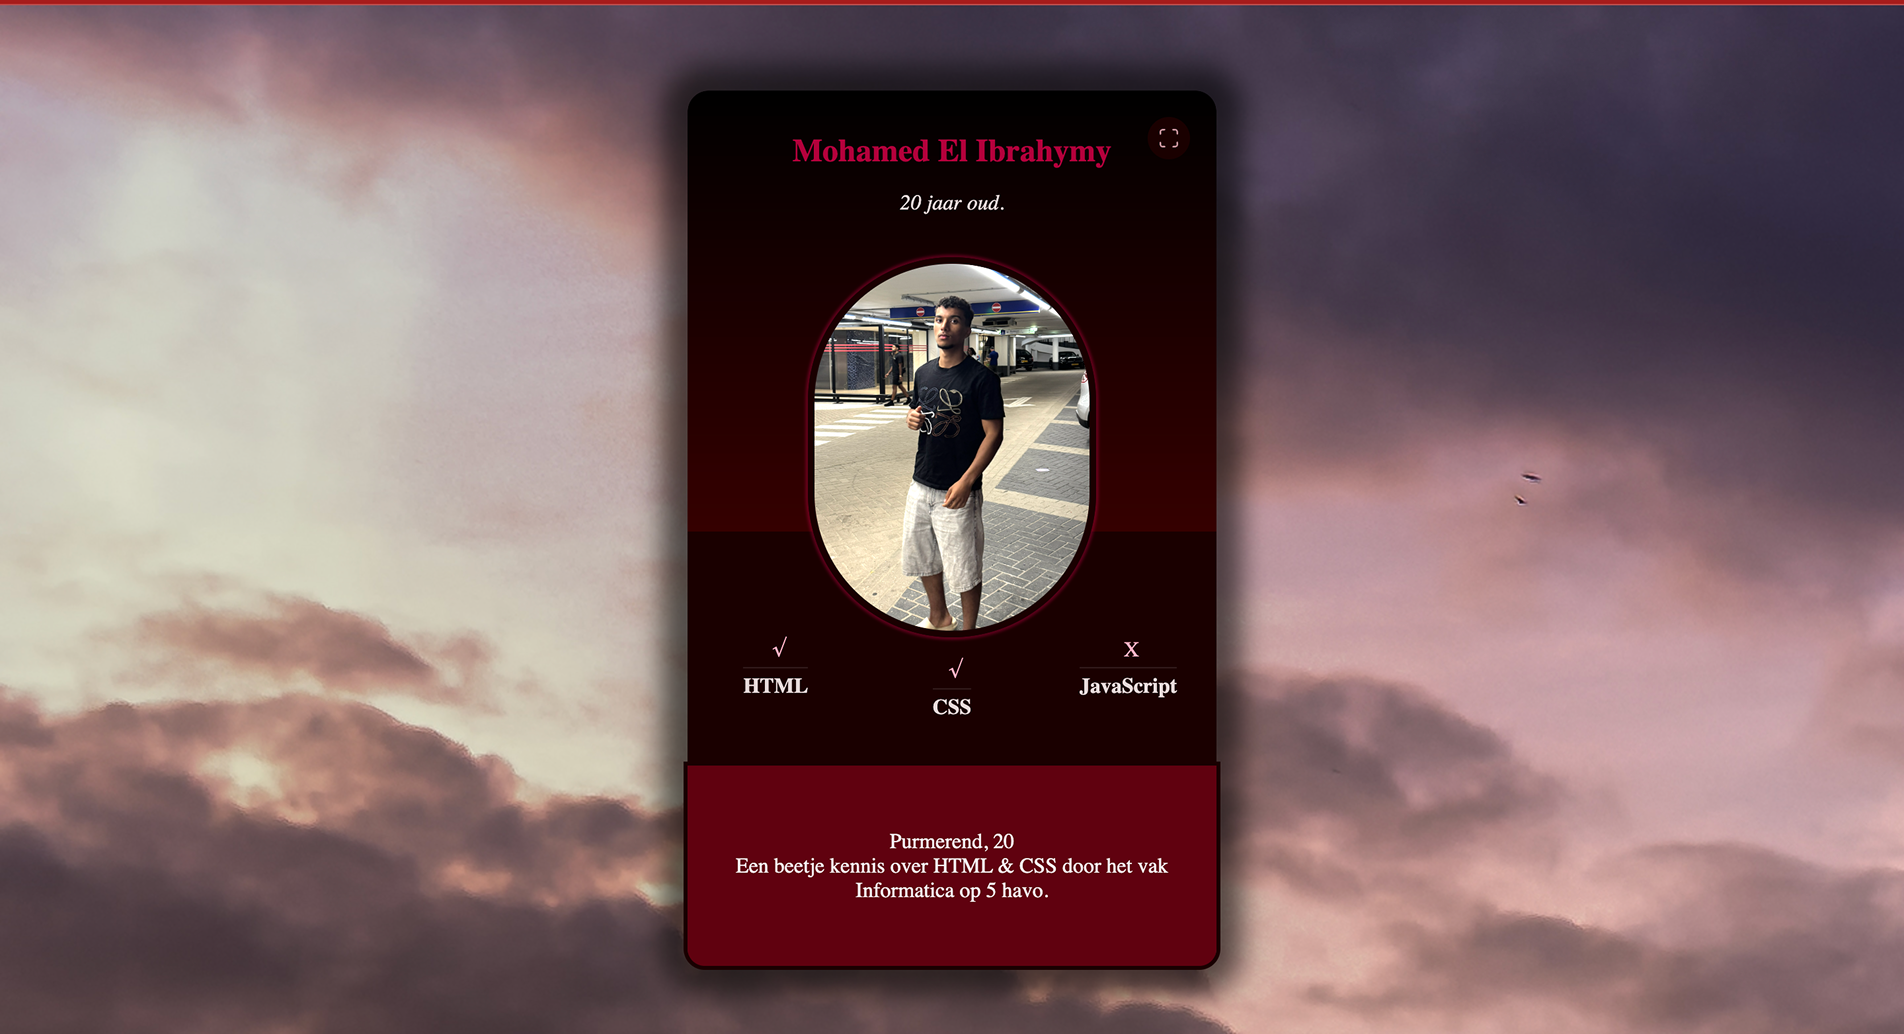 Mohamed El Ibrahymy
20 jaar oud.
√
HTML
√
CSS
X
JavaScript
Purmerend, 20
Een beetje kennis over HTML & CSS door het vak
Informatica op 5 havo.